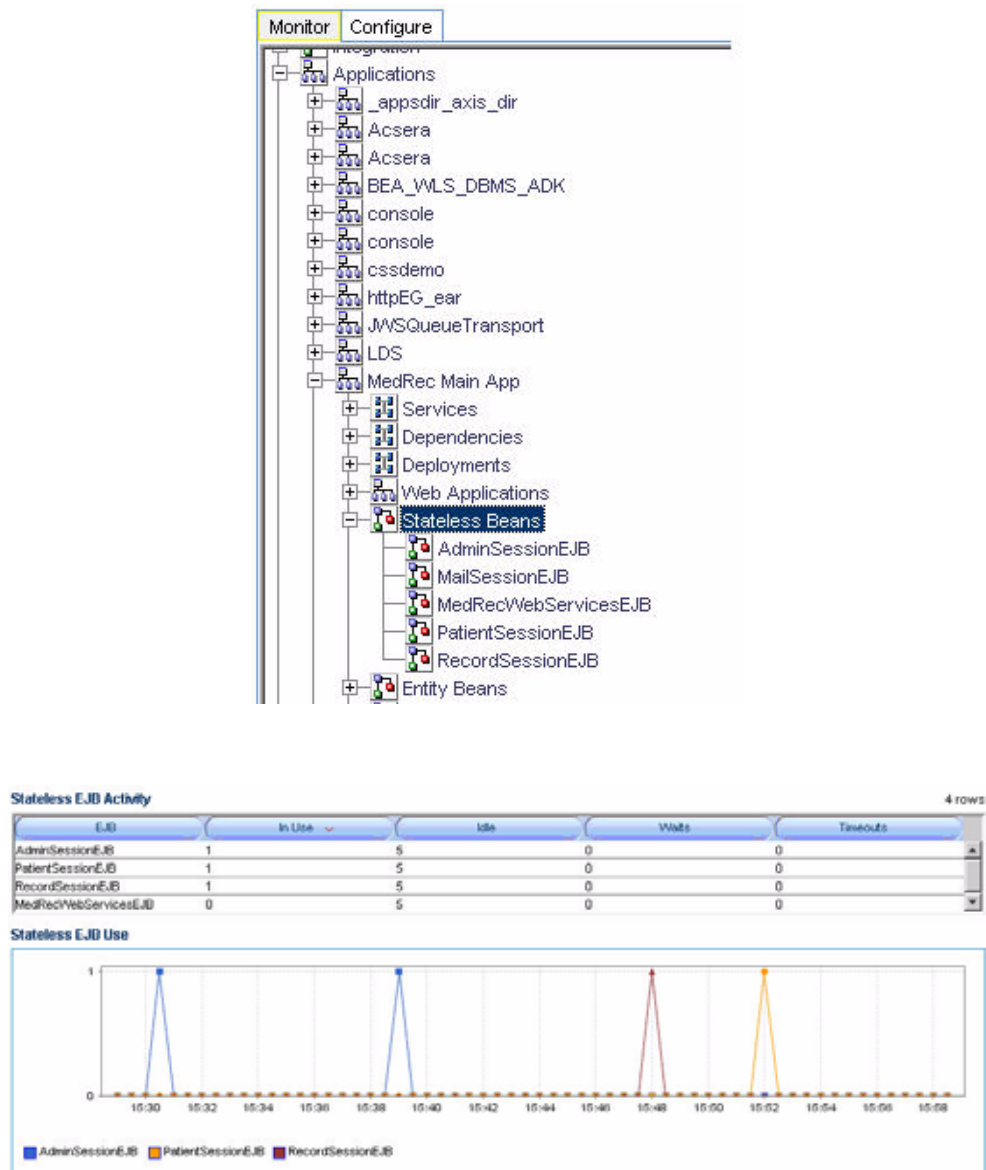 Monitor Configure
Integration
Applications
_appsdir_axis_dir
Acsera
Acsera
BEA_WLS_DBMS_ADK
console
console
cssdemo
httpEG_ear
JWSQueueTransport
LDS
MedRec Main App
Services
Dependencies
Deployments
Web Applications
Stateless Beans
AdminSessionEJB
MailSessionEJB
MedRecWebServicesEJB
PatientSessionEJB
RecordSessionEJB
Entity Beans
Stateless EJB Activity 4 rows
EJB In Use Idle Waits Timeouts
AdminSessionEJB 1 5 0 0
PatientSessionEJB 1 5 0 0
RecordSessionEJB 1 5 0 0
MedRecWebServicesEJB 0 5 0 0
Stateless EJB Use
1
0
15:30 15:32 15:34 15:36 15:38 15:40 15:42 15:44 15:46 15:48 15:50 15:52 15:54 15:56 15:58
AdminSessionEJB PatientSessionEJB RecordSessionEJB